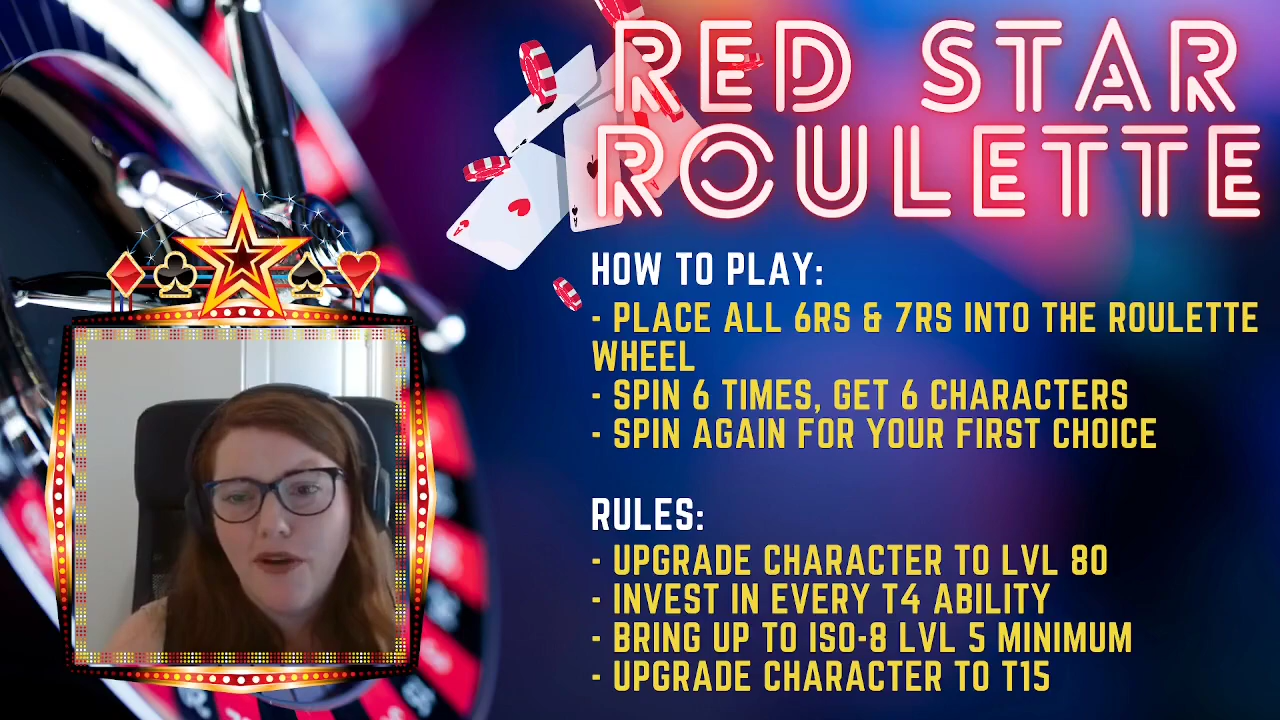 RED STAR
ROULETTE
HOW TO PLAY:
- PLACE ALL 6RS & 7RS INTO THE ROULETTE
WHEEL
- SPIN 6 TIMES, GET 6 CHARACTERS
- SPIN AGAIN FOR YOUR FIRST CHOICE
RULES:
- UPGRADE CHARACTER TO LVL 80
- INVEST IN EVERY T4 ABILITY
- BRING UP TO ISO-8 LVL 5 MINIMUM
- UPGRADE CHARACTER TO T15